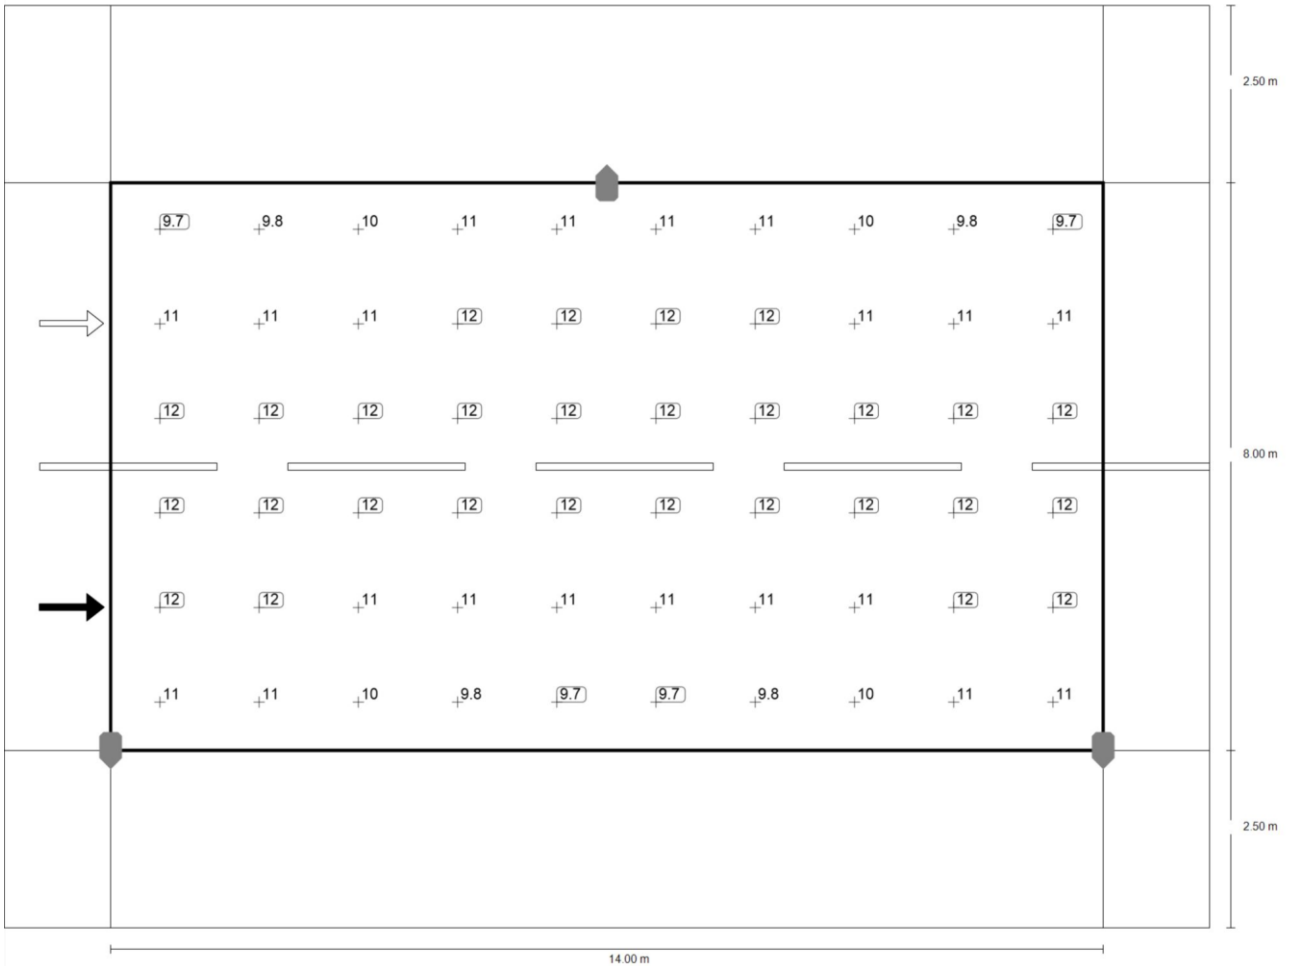 2.50 m
9.7 9.8 10 11 11 11 11 10 9.8 9.7
11 11 11 12 12 12 12 11 11 11
12 12 12 12 12 12 12 12 12 12
8.00 m
12 12 12 12 12 12 12 12 12 12
12 12 11 11 11 11 11 11 12 12
11 11 10 9.8 9.7 9.7 9.8 10 11 11
2.50 m
14.00 m